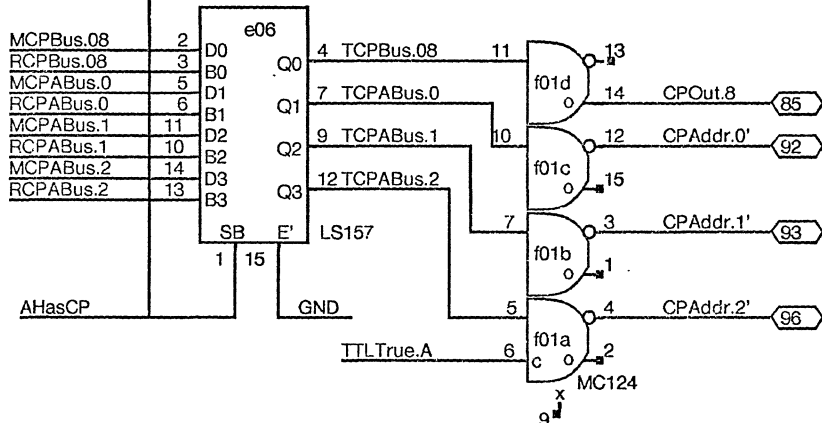 e06
MCPBus.08 2 D0
RCPBus.08 3 B0
MCPABus.0 5 D1
RCPABus.0 6 B1
MCPABus.1 11 D2
RCPABus.1 10 B2
MCPABus.2 14 D3
RCPABus.2 13 B3
Q0 4 TCPBus.08 11
Q1 7 TCPABus.0 10
Q2 9 TCPABus.1 7
Q3 12 TCPABus.2 5
SB E' LS157
1 15
AHasCP
GND
TTLTrue.A 6 c
f01d 13
O 14 CPOut.8 85
f01c 12 CPAddr.0' 92
O 15
f01b 3 CPAddr.1' 93
O 1
f01a 4 CPAddr.2' 96
O 2
MC124
x
9